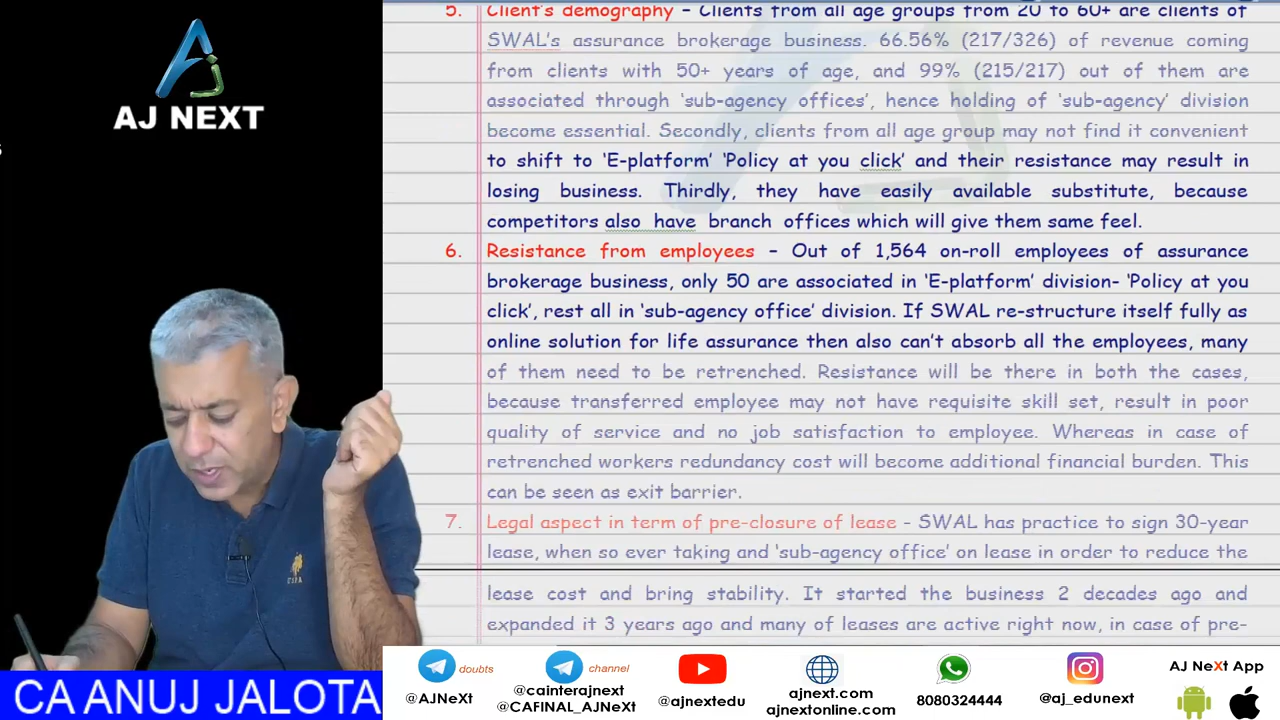 AJ NEXT
5. Client's demography – Clients from all age groups from 20 to 60+ are clients of
SWAL's assurance brokerage business. 66.56% (217/326) of revenue coming
from clients with 50+ years of age, and 99% (215/217) out of them are
associated through 'sub-agency offices', hence holding of 'sub-agency' division
become essential. Secondly, clients from all age group may not find it convenient
to shift to 'E-platform' 'Policy at you click' and their resistance may result in
losing business. Thirdly, they have easily available substitute, because
competitors also have branch offices which will give them same feel.
6. Resistance from employees – Out of 1,564 on-roll employees of assurance
brokerage business, only 50 are associated in 'E-platform' division- 'Policy at you
click', rest all in 'sub-agency office' division. If SWAL re-structure itself fully as
online solution for life assurance then also can't absorb all the employees, many
of them need to be retrenched. Resistance will be there in both the cases,
because transferred employee may not have requisite skill set, result in poor
quality of service and no job satisfaction to employee. Whereas in case of
retrenched workers redundancy cost will become additional financial burden. This
can be seen as exit barrier.
7. Legal aspect in term of pre-closure of lease - SWAL has practice to sign 30-year
lease, when so ever taking and 'sub-agency office' on lease in order to reduce the
lease cost and bring stability. It started the business 2 decades ago and
expanded it 3 years ago and many of leases are active right now, in case of pre-
CA ANUJ JALOTA
doubts
@AJNeXt
channel
@cainterajnext
@CAFINAL_AJNeXt
@ajnextedu
ajnext.com
ajnextonline.com
8080324444
@aj_edunext
AJ NeXt App